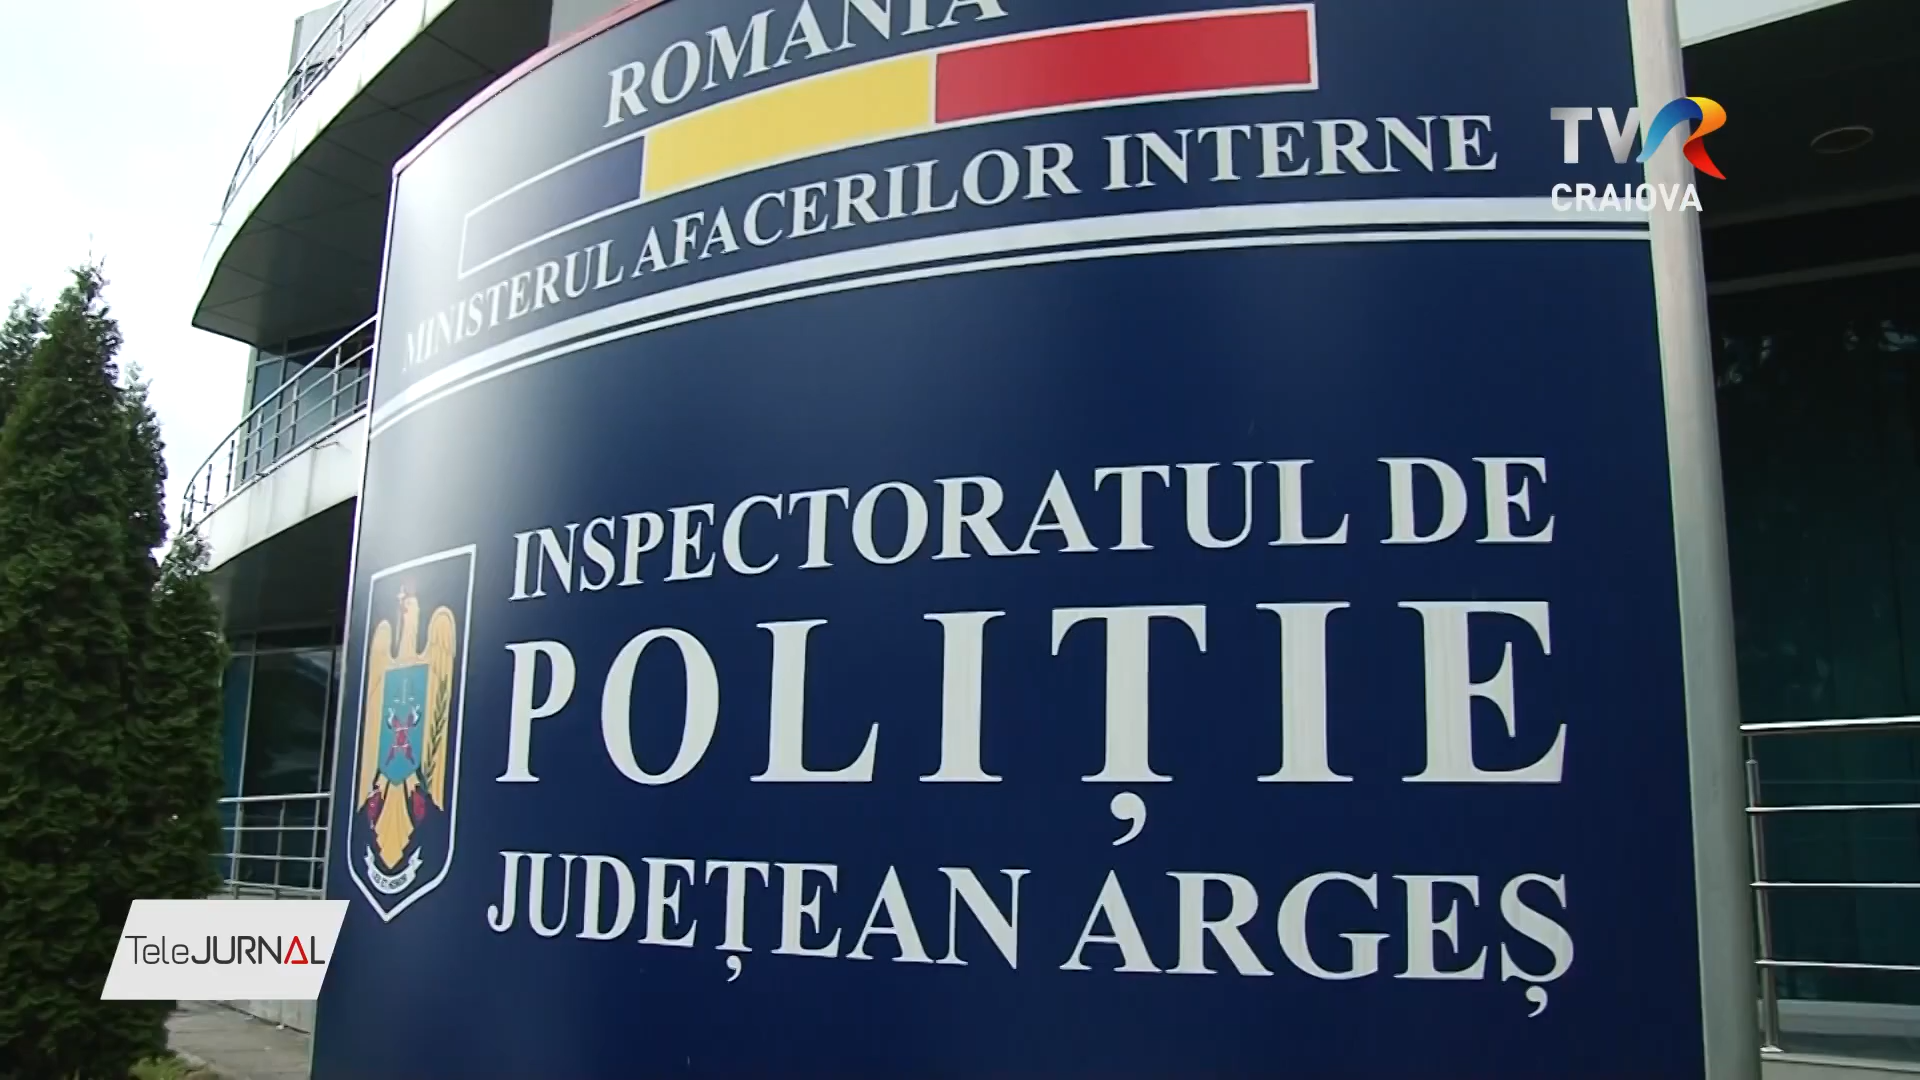 ROMANIA
MINISTERUL AFACERILOR INTERNE
TVR
CRAIOVA
INSPECTORATUL DE
POLIȚIE
JUDEȚEAN ARGEȘ
TeleJURNAL